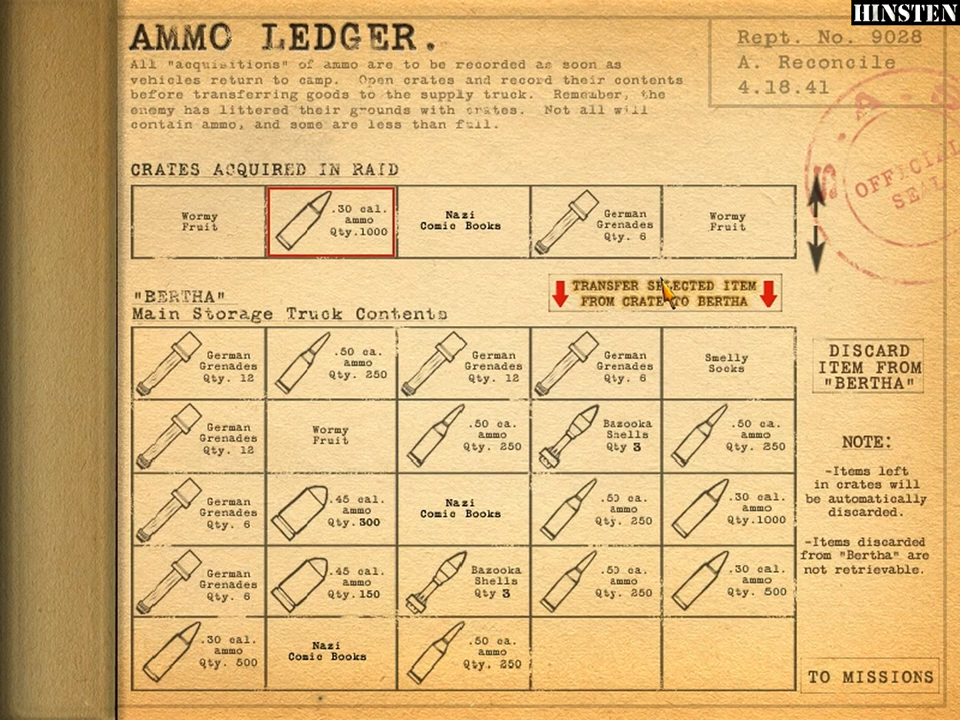 HINSTEN
AMMO LEDGER.
Rept. No. 9028
A. Reconcile
4.18.41
All "acquisitions" of ammo are to be recorded as soon as
vehicles return to camp.  Open crates and record their contents
before transferring goods to the supply truck.  Remember, the
enemy has littered their grounds with crates.  Not all will
contain ammo, and some are less than full.
OFFICIAL
SEAL
CRATES ACQUIRED IN RAID
Wormy
Fruit
.30 cal.
ammo
Qty.1000
Nazi
Comic Books
German
Grenades
Qty. 6
Wormy
Fruit
TRANSFER SELECTED ITEM
FROM CRATE TO BERTHA
"BERTHA"
Main Storage Truck Contents
German
Grenades
Qty. 12
.50 ca.
ammo
Qty. 250
German
Grenades
Qty. 12
German
Grenades
Qty. 6
Smelly
Socks
German
Grenades
Qty. 12
Wormy
Fruit
.50 ca.
ammo
Qty. 250
Bazooka
Shells
Qty 3
.50 ca.
ammo
Qty. 250
German
Grenades
Qty. 6
.45 cal.
ammo
Qty.300
Nazi
Comic Books
.50 ca.
ammo
Qty. 250
.30 cal.
ammo
Qty.1000
German
Grenades
Qty. 6
.45 cal.
ammo
Qty.150
Bazooka
Shells
Qty 3
.50 ca.
ammo
Qty. 250
.30 cal.
ammo
Qty. 500
.30 cal.
ammo
Qty. 500
Nazi
Comic Books
.50 ca.
ammo
Qty. 250
DISCARD
ITEM FROM
"BERTHA"
NOTE:
-Items left
in crates will
be automatically
discarded.
-Items discarded
from "Bertha" are
not retrievable.
TO MISSIONS